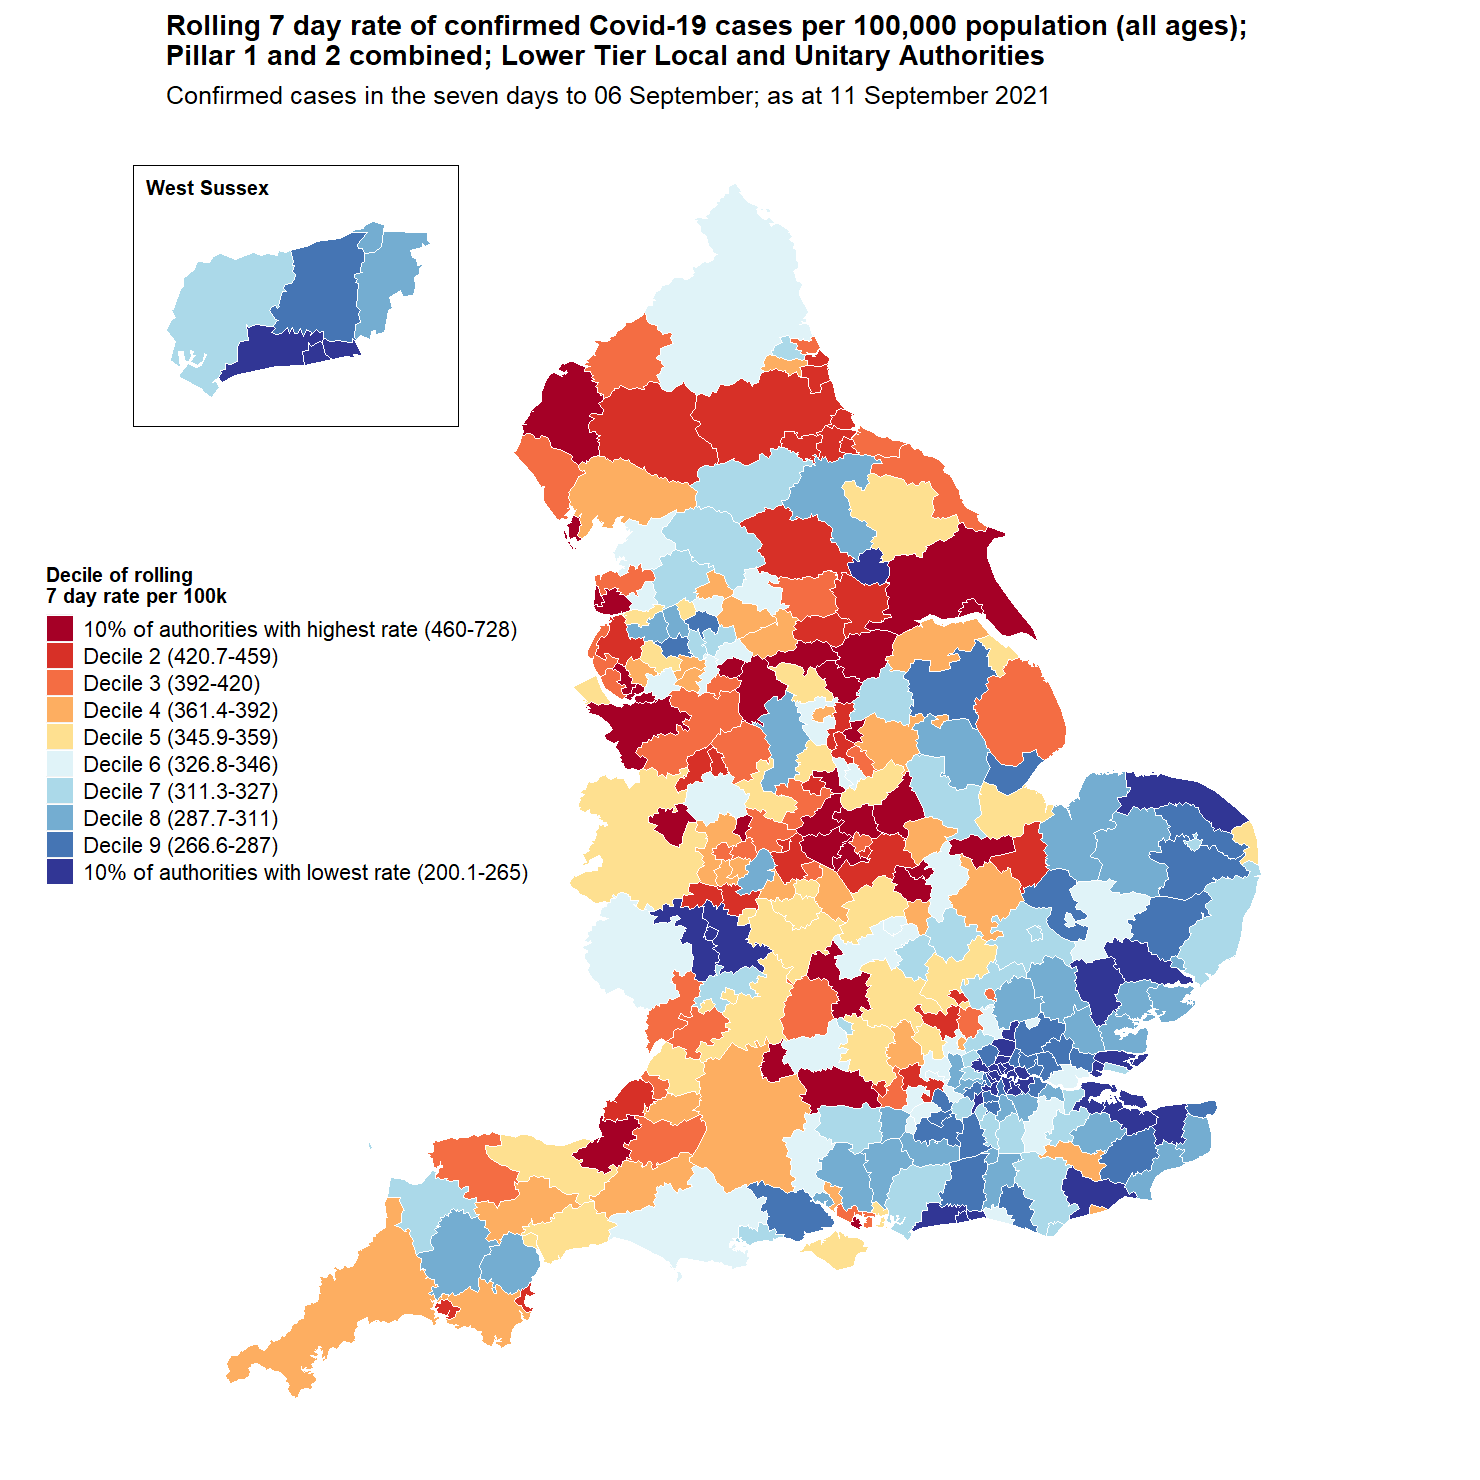 Rolling 7 day rate of confirmed Covid-19 cases per 100,000 population (all ages);
Pillar 1 and 2 combined; Lower Tier Local and Unitary Authorities
Confirmed cases in the seven days to 06 September; as at 11 September 2021
West Sussex
Decile of rolling
7 day rate per 100k
10% of authorities with highest rate (460-728)
Decile 2 (420.7-459)
Decile 3 (392-420)
Decile 4 (361.4-392)
Decile 5 (345.9-359)
Decile 6 (326.8-346)
Decile 7 (311.3-327)
Decile 8 (287.7-311)
Decile 9 (266.6-287)
10% of authorities with lowest rate (200.1-265)